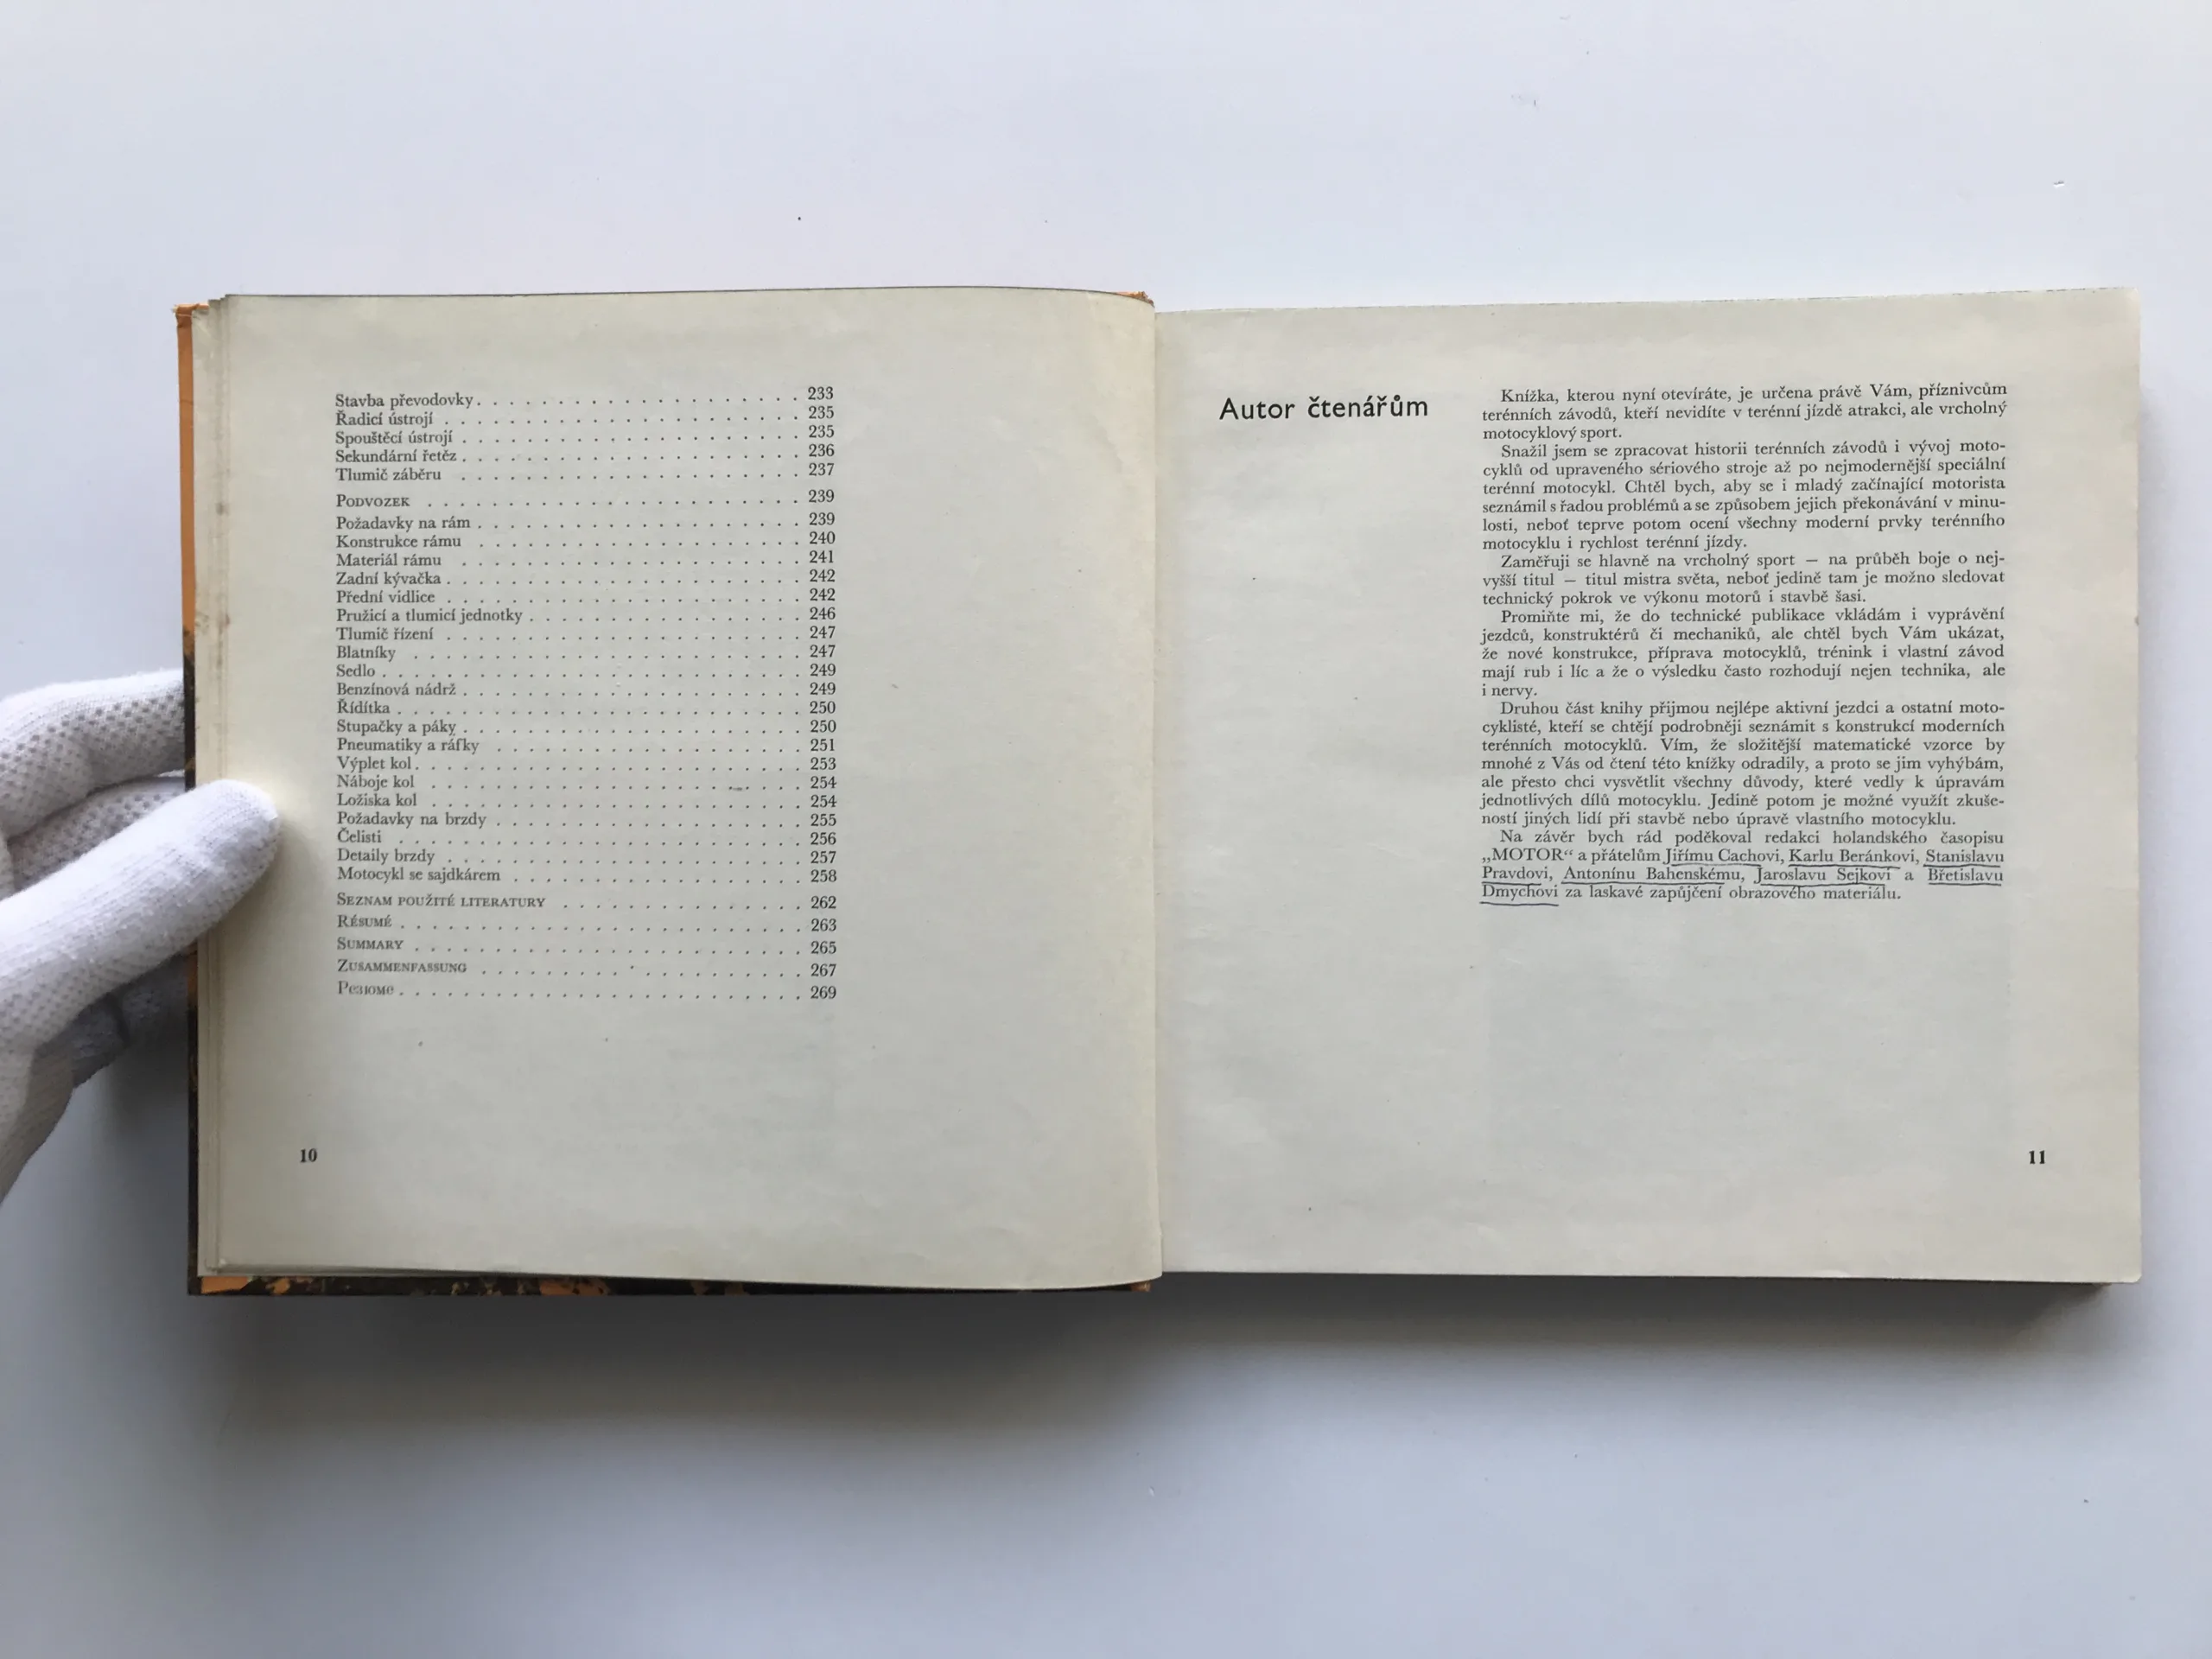 Stavba převodovky . . . . . . . . . . . . . . . . . . . . 233
Řadicí ústrojí . . . . . . . . . . . . . . . . . . . . . . 235
Spouštěcí ústrojí . . . . . . . . . . . . . . . . . . . . . 235
Sekundární řetěz . . . . . . . . . . . . . . . . . . . . . 236
Tlumič záběru . . . . . . . . . . . . . . . . . . . . . 237
PODVOZEK . . . . . . . . . . . . . . . . . . . . . . . 239
Požadavky na rám . . . . . . . . . . . . . . . . . . . . 239
Konstrukce rámu . . . . . . . . . . . . . . . . . . . . 240
Materiál rámu . . . . . . . . . . . . . . . . . . . . . 241
Zadní kývačka . . . . . . . . . . . . . . . . . . . . . . 242
Přední vidlice . . . . . . . . . . . . . . . . . . . . . . 242
Pružicí a tlumicí jednotky . . . . . . . . . . . . . . . . . 246
Tlumič řízení . . . . . . . . . . . . . . . . . . . . . . 247
Blatníky . . . . . . . . . . . . . . . . . . . . . . . . 247
Sedlo . . . . . . . . . . . . . . . . . . . . . . . . . . 249
Benzínová nádrž . . . . . . . . . . . . . . . . . . . . . 249
Řídítka . . . . . . . . . . . . . . . . . . . . . . . . . 250
Stupačky a páky . . . . . . . . . . . . . . . . . . . . . 250
Pneumatiky a ráfky . . . . . . . . . . . . . . . . . . . 251
Výplet kol . . . . . . . . . . . . . . . . . . . . . . . . 253
Náboje kol . . . . . . . . . . . . . . . . . . . . . . . 254
Ložiska kol . . . . . . . . . . . . . . . . . . . . . . . 254
Požadavky na brzdy . . . . . . . . . . . . . . . . . . . 255
Čelisti . . . . . . . . . . . . . . . . . . . . . . . . . 256
Detaily brzdy . . . . . . . . . . . . . . . . . . . . . . 257
Motocykl se sajdkárem . . . . . . . . . . . . . . . . . . 258
SEZNAM POUŽITÉ LITERATURY . . . . . . . . . . . . . . . 262
RÉSUMÉ . . . . . . . . . . . . . . . . . . . . . . . . . 263
SUMMARY . . . . . . . . . . . . . . . . . . . . . . . . 265
ZUSAMMENFASSUNG . . . . . . . . . . . . . . . . . . . . 267
РЕЗЮМЕ . . . . . . . . . . . . . . . . . . . . . . . . . 269
10
Autor čtenářům
Knížka, kterou nyní otevíráte, je určena právě Vám, příznivcům
terénních závodů, kteří nevidíte v terénní jízdě atrakci, ale vrcholný
motocyklový sport.
Snažil jsem se zpracovat historii terénních závodů i vývoj moto-
cyklů od upraveného sériového stroje až po nejmodernější speciální
terénní motocykl. Chtěl bych, aby se i mladý začínající motorista
seznámil s řadou problémů a se způsobem jejich překonávání v minu-
losti, neboť teprve potom ocení všechny moderní prvky terénního
motocyklu i rychlost terénní jízdy.
Zaměřuji se hlavně na vrcholný sport — na průběh boje o nej-
vyšší titul — titul mistra světa, neboť jedině tam je možno sledovat
technický pokrok ve výkonu motorů i stavbě šasi.
Promiňte mi, že do technické publikace vkládám i vyprávění
jezdců, konstruktérů či mechaniků, ale chtěl bych Vám ukázat,
že nové konstrukce, příprava motocyklů, trénink i vlastní závod
mají rub i líc a že o výsledku často rozhodují nejen technika, ale
i nervy.
Druhou část knihy přijmou nejlépe aktivní jezdci a ostatní moto-
cyklisté, kteří se chtějí podrobněji seznámit s konstrukcí moderních
terénních motocyklů. Vím, že složitější matematické vzorce by
mnohé z Vás od čtení této knížky odradily, a proto se jim vyhýbám,
ale přesto chci vysvětlit všechny důvody, které vedly k úpravám
jednotlivých dílů motocyklu. Jedině potom je možné využít zkuše-
ností jiných lidí při stavbě nebo úpravě vlastního motocyklu.
Na závěr bych rád poděkoval redakci holandského časopisu
„MOTOR“ a přátelům Jiřímu Cachovi, Karlu Beránkovi, Stanislavu
Pravdovi, Antonínu Bahenskému, Jaroslavu Sejkovi a Břetislavu
Dmychovi za laskavé zapůjčení obrazového materiálu.
11